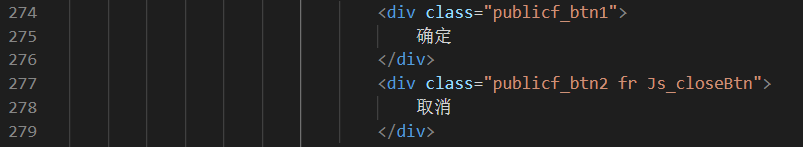 274 <div class="publicf_btn1">
275 确定
276 </div>
277 <div class="publicf_btn2 fr Js_closeBtn">
278 取消
279 </div>